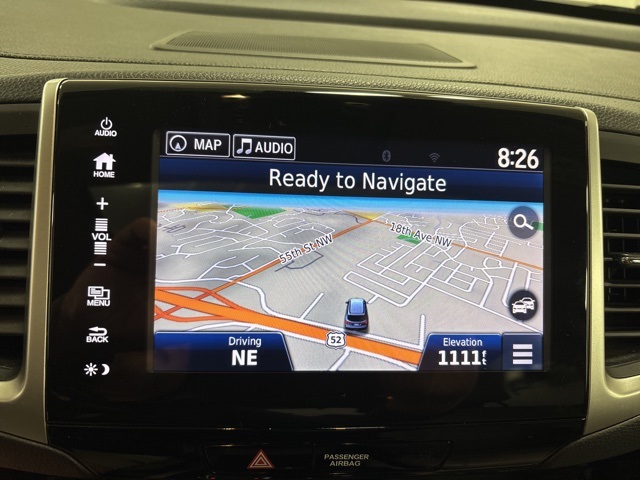 AUDIO
HOME
+
VOL
−
MENU
BACK
MAP
AUDIO
8:26
Ready to Navigate
55th St NW
18th Ave NW
52
Driving
NE
Elevation
1111ft
PASSENGER
AIRBAG